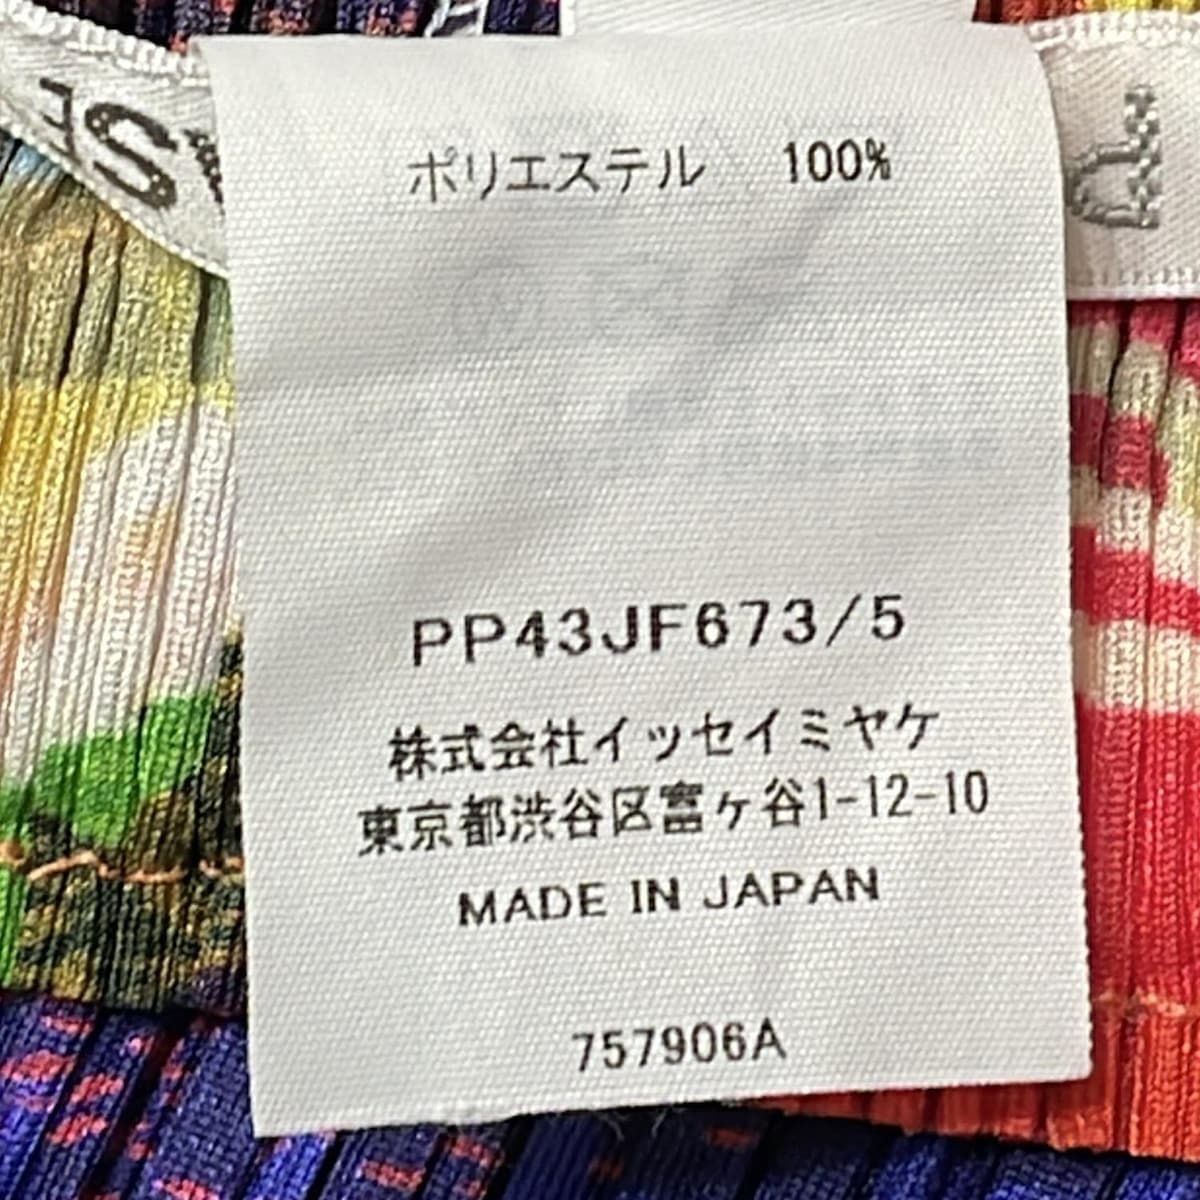 ポリエステル 100%
PP43JF673/5
株式会社イッセイミヤケ
東京都渋谷区富ヶ谷1-12-10
MADE IN JAPAN
757906A